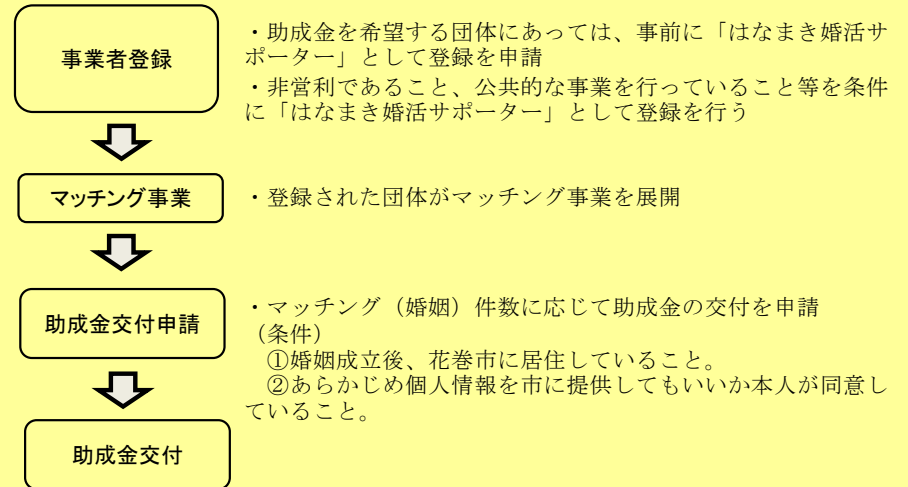 事業者登録
・助成金を希望する団体にあっては、事前に「はなまき婚活サ
ポーター」として登録を申請
・非営利であること、公共的な事業を行っていること等を条件
に「はなまき婚活サポーター」として登録を行う
マッチング事業
・登録された団体がマッチング事業を展開
助成金交付申請
・マッチング（婚姻）件数に応じて助成金の交付を申請
（条件）
①婚姻成立後、花巻市に居住していること。
②あらかじめ個人情報を市に提供してもいいか本人が同意し
ていること。
助成金交付